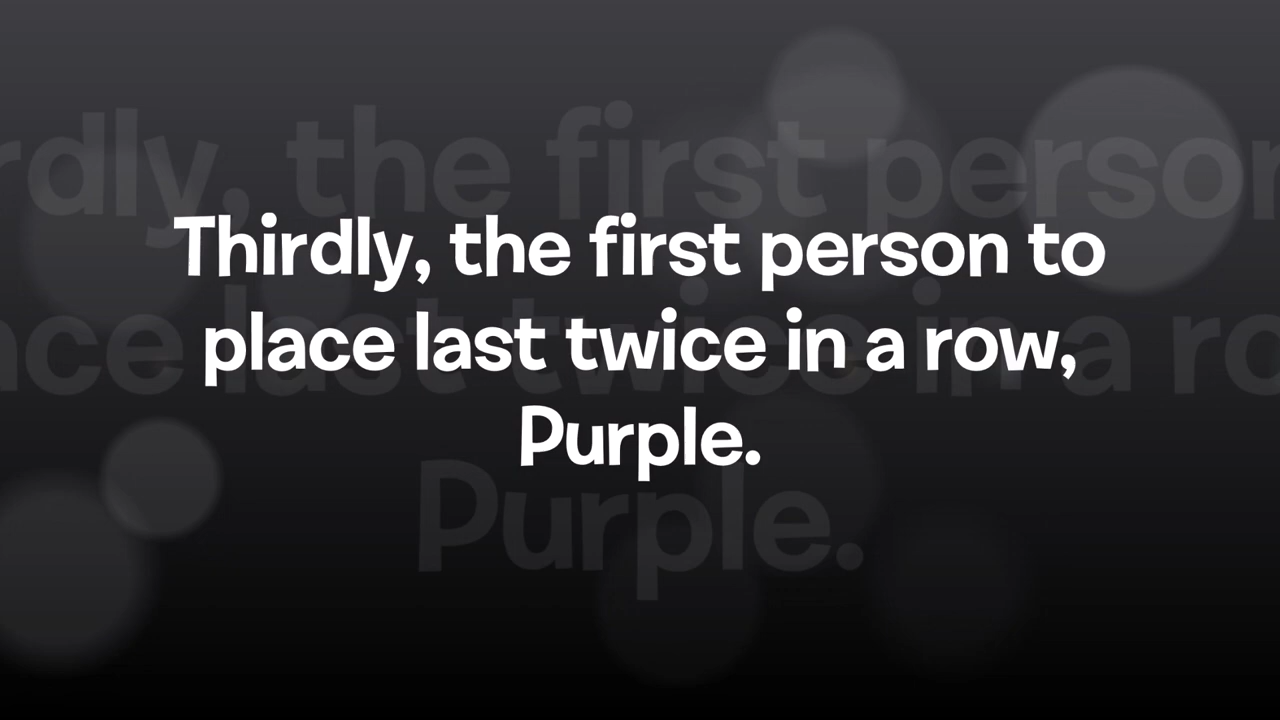 Thirdly, the first person to
place last twice in a row,
Purple.